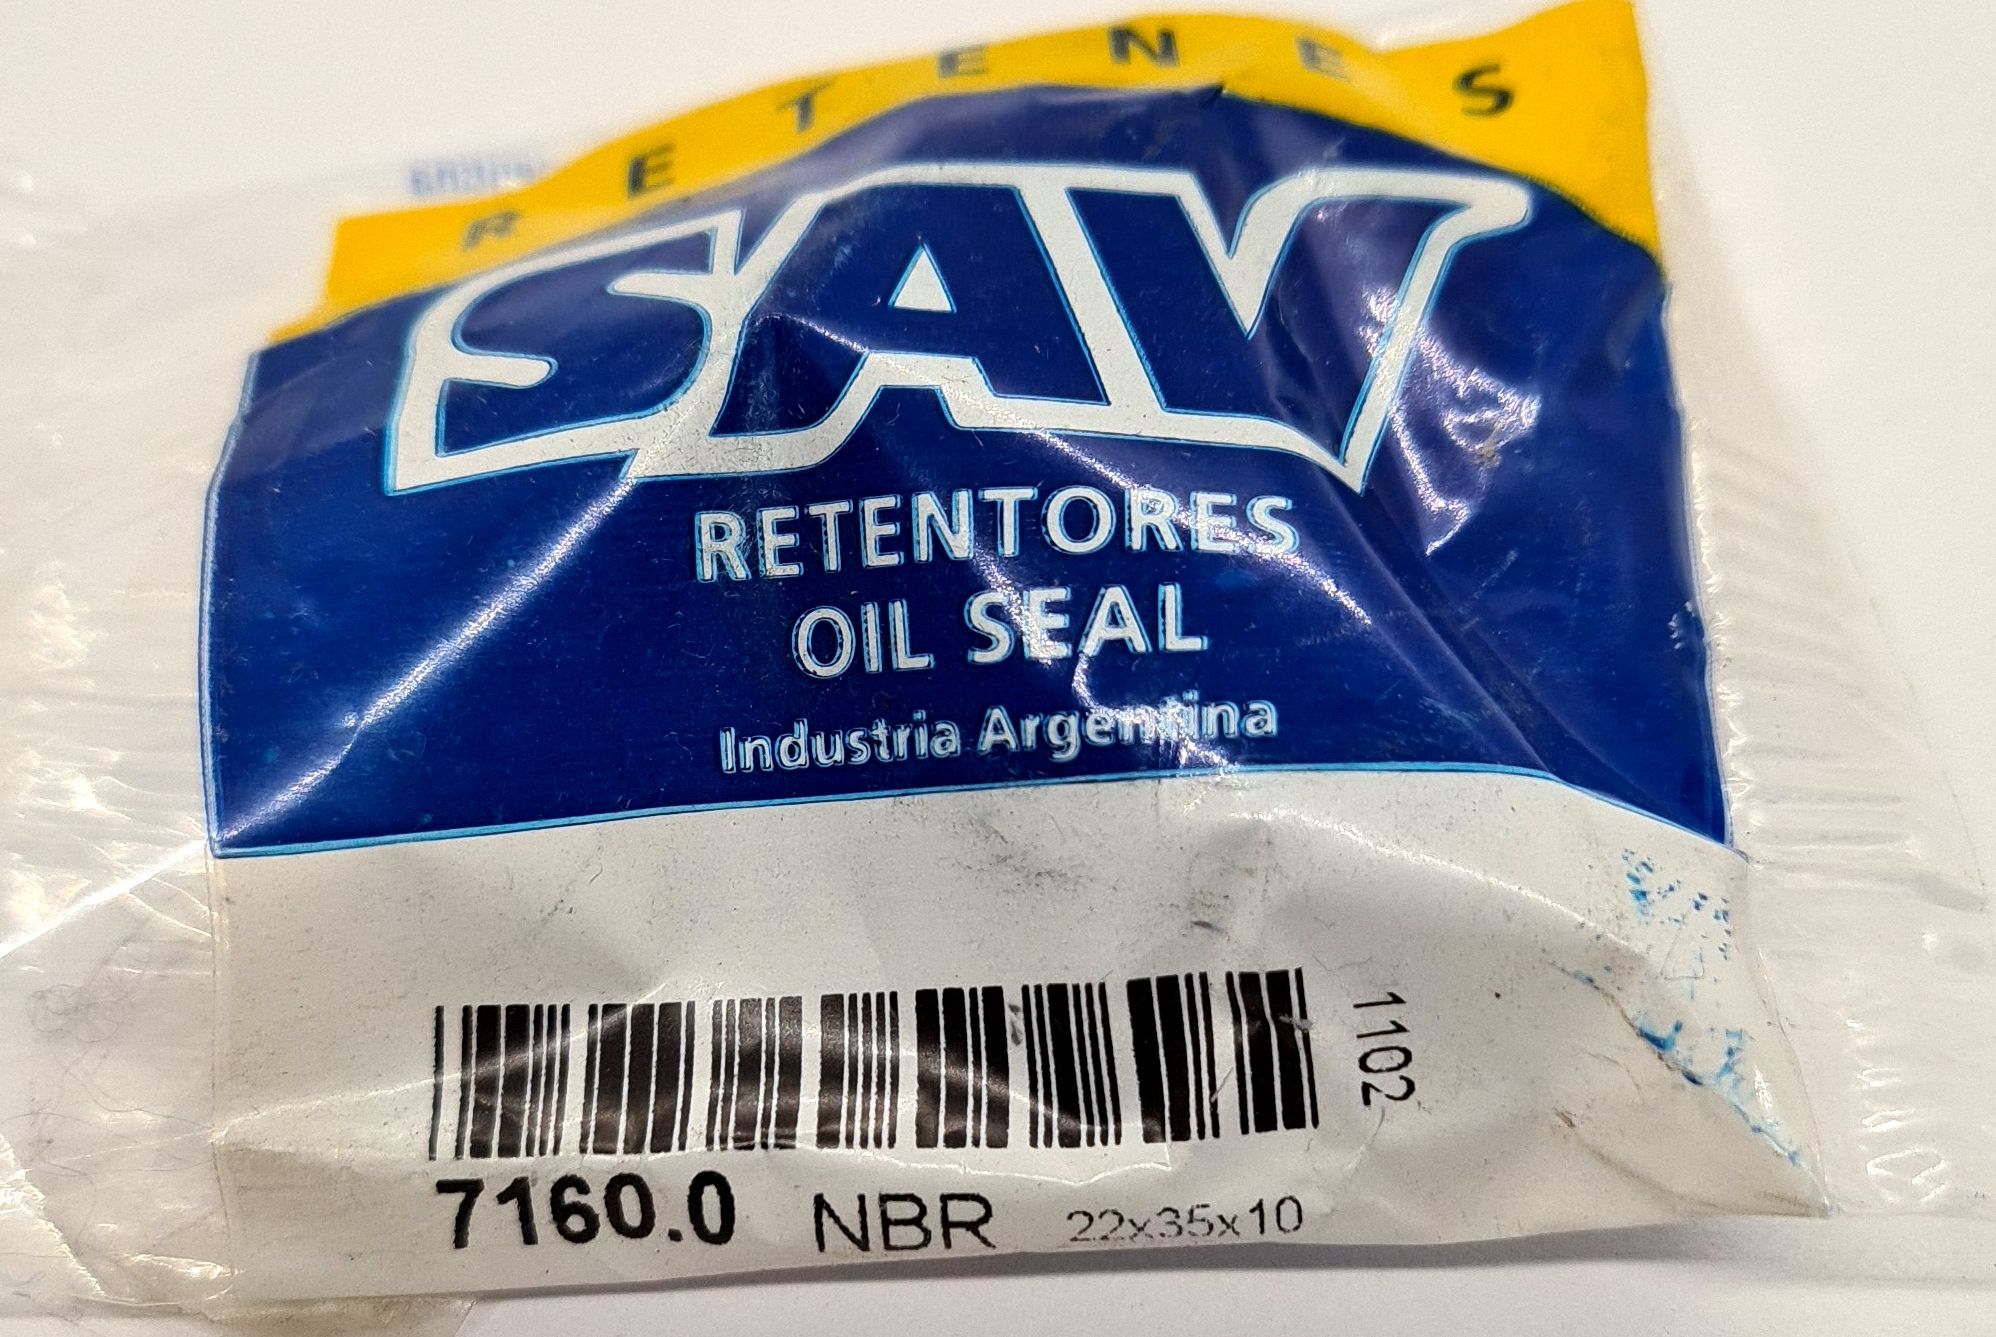 RETENES
SAV
RETENTORES
OIL SEAL
Industria Argentina
1102
7160.0 NBR 22x35x10